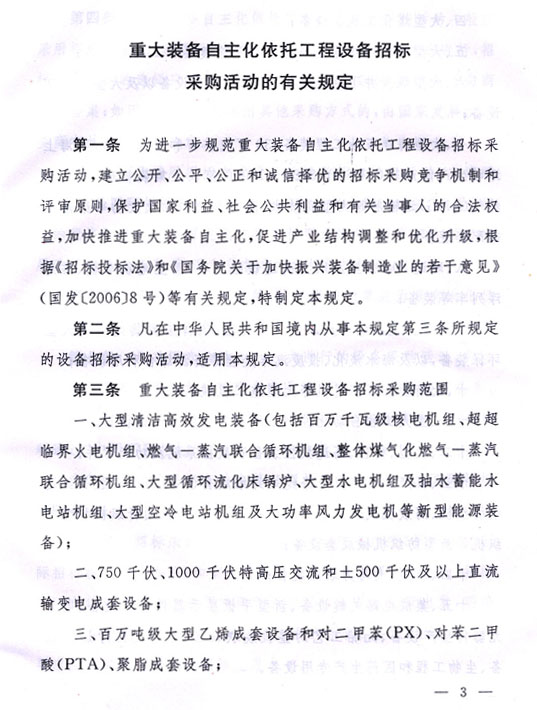 重大装备自主化依托工程设备招标
采购活动的有关规定
第一条　为进一步规范重大装备自主化依托工程设备招标采
购活动，建立公开、公平、公正和诚信择优的招标采购竞争机制和
评审原则，保护国家利益、社会公共利益和有关当事人的合法权
益，加快推进重大装备自主化，促进产业结构调整和优化升级，根
据《招标投标法》和《国务院关于加快振兴装备制造业的若干意见》
(国发〔2006〕8号)等有关规定，特制定本规定。
第二条　凡在中华人民共和国境内从事本规定第三条所规定
的设备招标采购活动，适用本规定。
第三条　重大装备自主化依托工程设备招标采购范围
一、大型清洁高效发电装备(包括百万千瓦级核电机组、超超
临界火电机组、燃气—蒸汽联合循环机组、整体煤气化燃气—蒸汽
联合循环机组、大型循环流化床锅炉、大型水电机组及抽水蓄能水
电站机组、大型空冷电站机组及大功率风力发电机等新型能源装
备)；
二、750千伏、1000千伏特高压交流和±500千伏及以上直流
输变电成套设备；
三、百万吨级大型乙烯成套设备和对二甲苯(PX)、对苯二甲
酸(PTA)、聚脂成套设备；
— 3 —